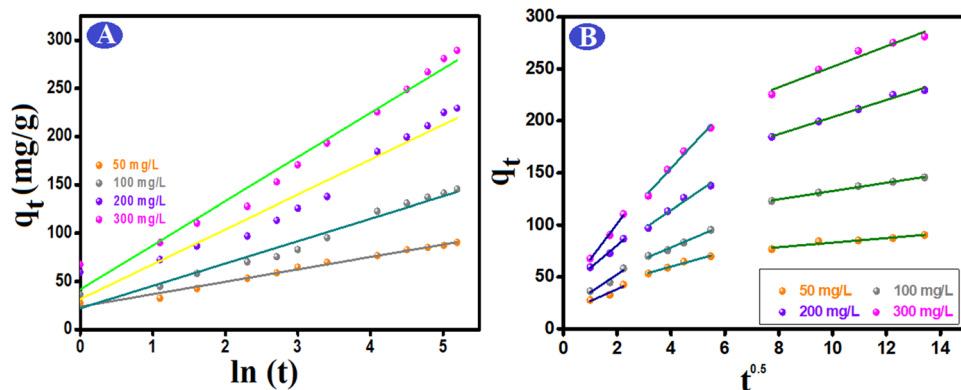 A
300
250
200
150
100
50
0
q_t (mg/g)
50 mg/L
100 mg/L
200 mg/L
300 mg/L
0 1 2 3 4 5
ln (t)
B
300
250
200
150
100
50
0
q_t
50 mg/L 100 mg/L
200 mg/L 300 mg/L
0 2 4 6 8 10 12 14
t^0.5